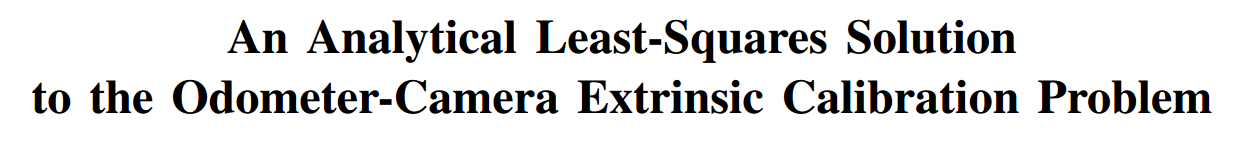 An Analytical Least-Squares Solution
to the Odometer-Camera Extrinsic Calibration Problem